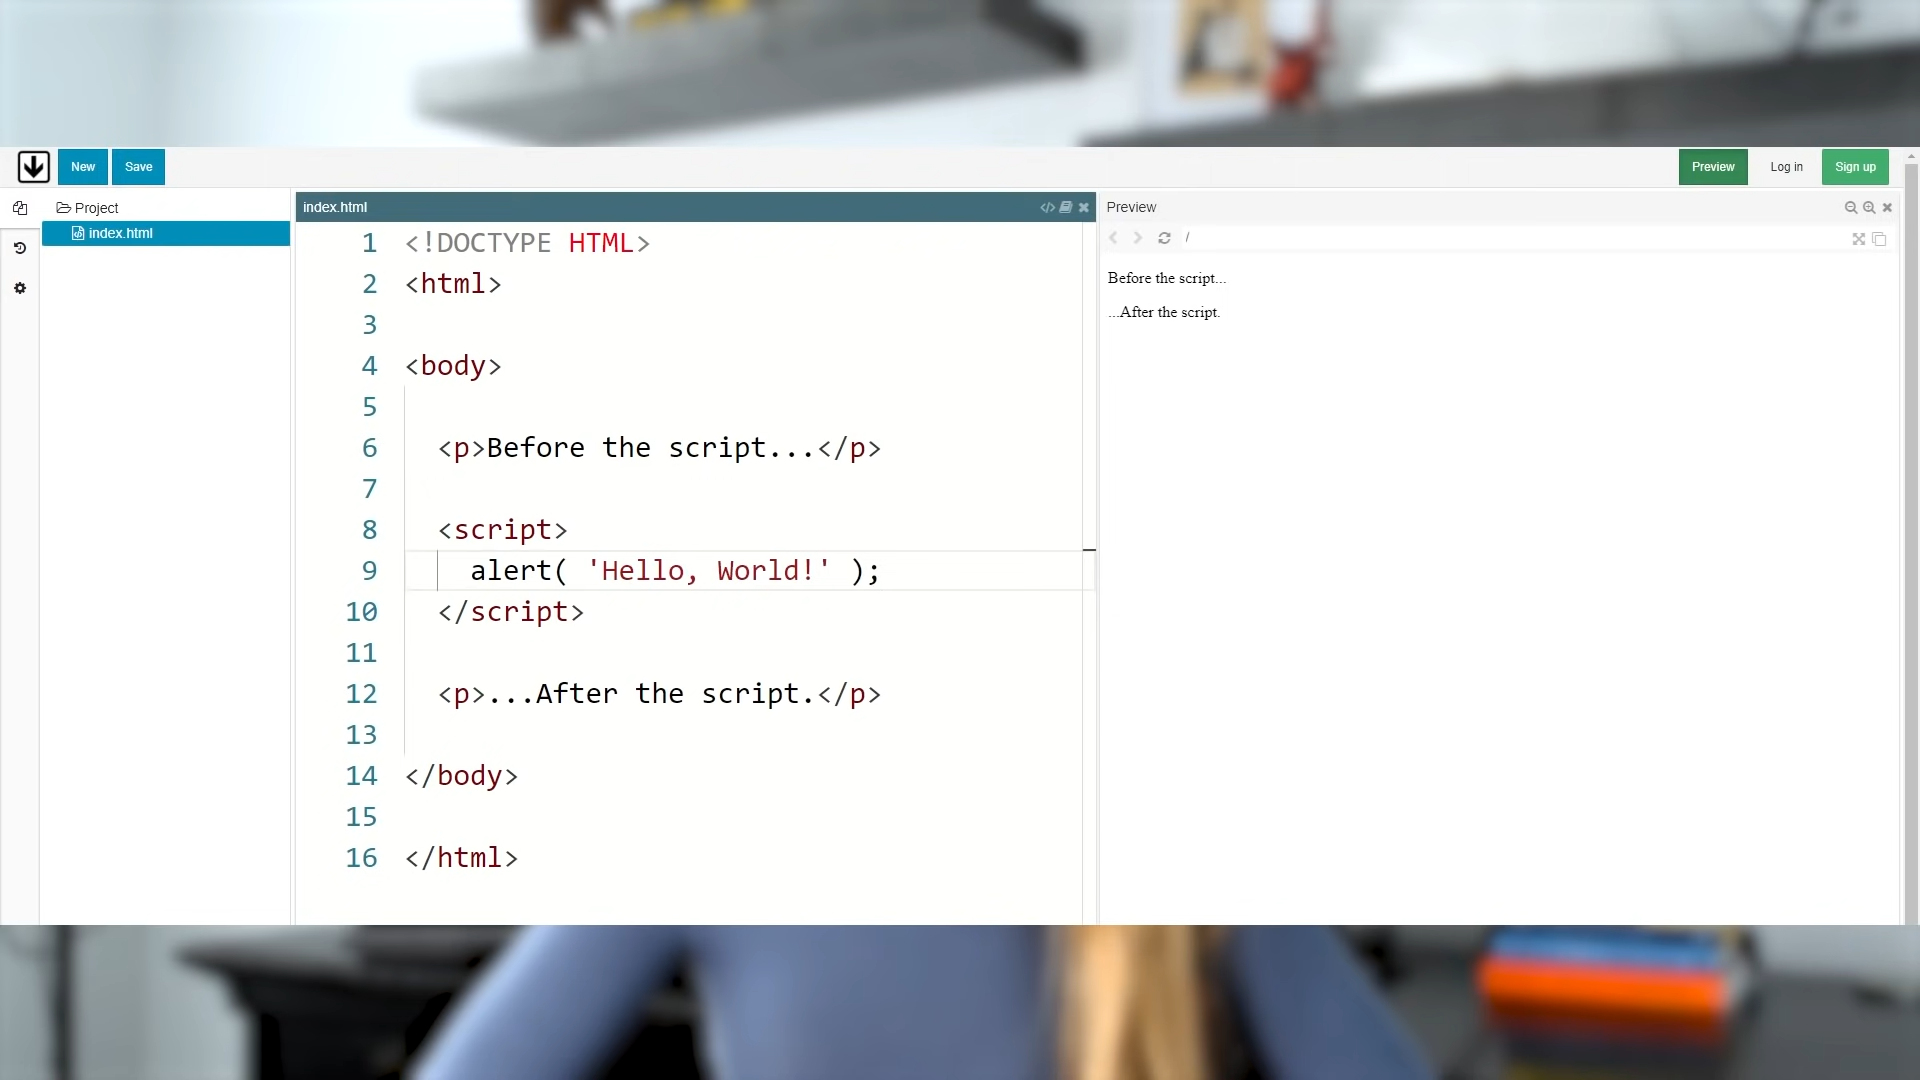 New Save Preview Log in Sign up
Project
index.html
index.html
1 <!DOCTYPE HTML>
2 <html>
3
4 <body>
5
6 <p>Before the script...</p>
7
8 <script>
9 alert( 'Hello, World!' );
10 </script>
11
12 <p>...After the script.</p>
13
14 </body>
15
16 </html>
Preview
/
Before the script...
...After the script.